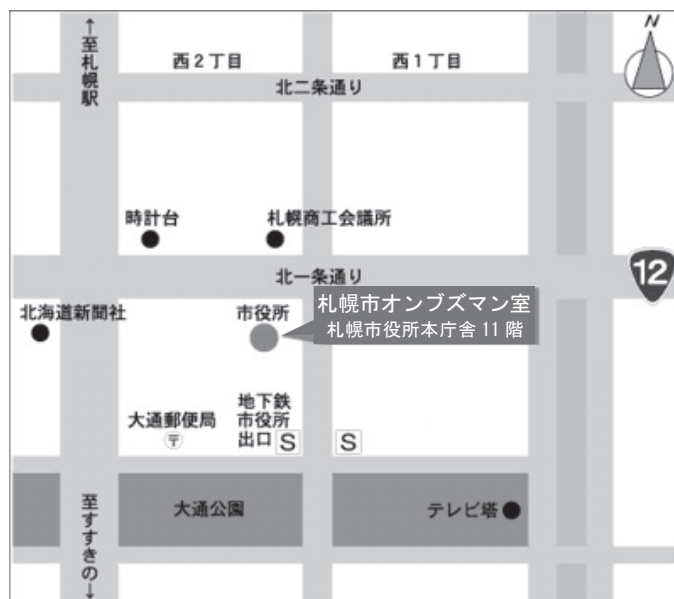 N
↑至札幌駅
西2丁目
西1丁目
北二条通り
時計台
札幌商工会議所
北一条通り
12
北海道新聞社
市役所
札幌市オンブズマン室
札幌市役所本庁舎 11 階
地下鉄
市役所
出口 S
S
大通郵便局
〒
大通公園
テレビ塔
至すすきの→